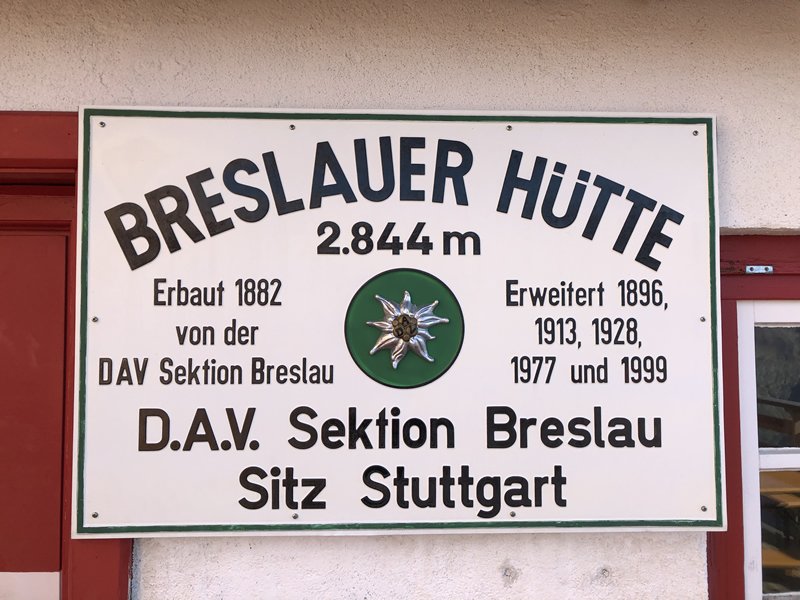 BRESLAUER HÜTTE
2.844 m
Erbaut 1882
von der
DAV Sektion Breslau
Erweitert 1896,
1913, 1928,
1977 und 1999
D.A.V. Sektion Breslau
Sitz Stuttgart